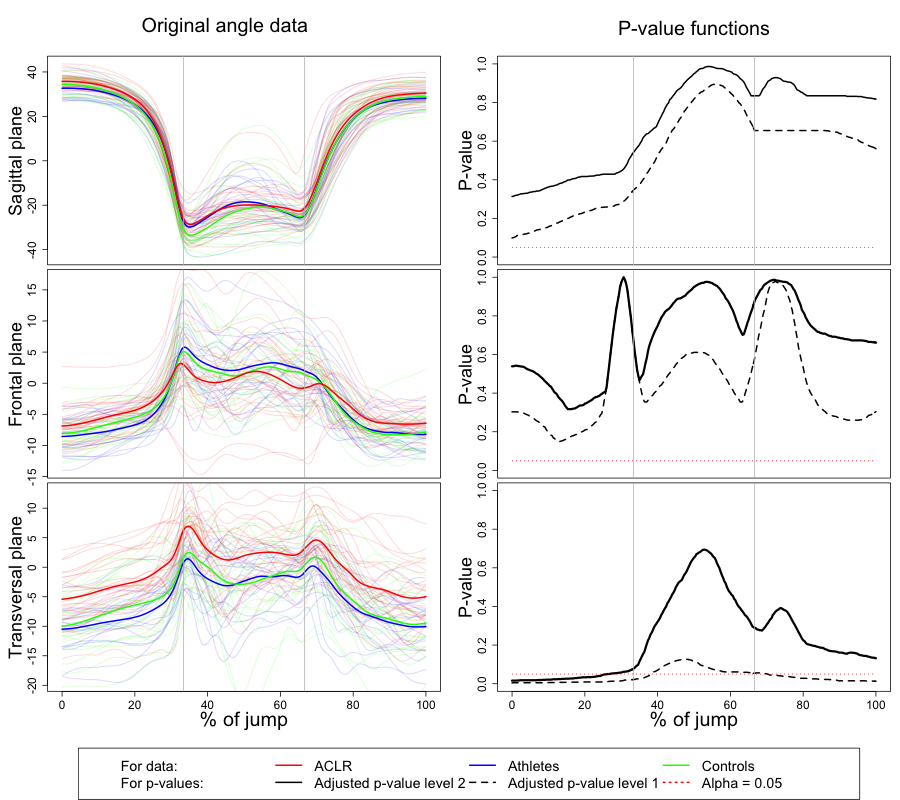 Original angle data
P-value functions
Sagittal plane
40
20
0
-20
-40
P-value
1.0
0.8
0.6
0.4
0.2
0.0
Frontal plane
15
10
5
0
-5
-10
15
P-value
1.0
0.8
0.6
0.4
0.2
0.0
Transversal plane
10
5
0
-5
-10
-15
-20
P-value
1.0
0.8
0.6
0.4
0.2
0.0
0 20 40 60 80 100
% of jump
0 20 40 60 80 100
% of jump
For data: ACLR Athletes Controls
For p-values: Adjusted p-value level 2 Adjusted p-value level 1 Alpha = 0.05